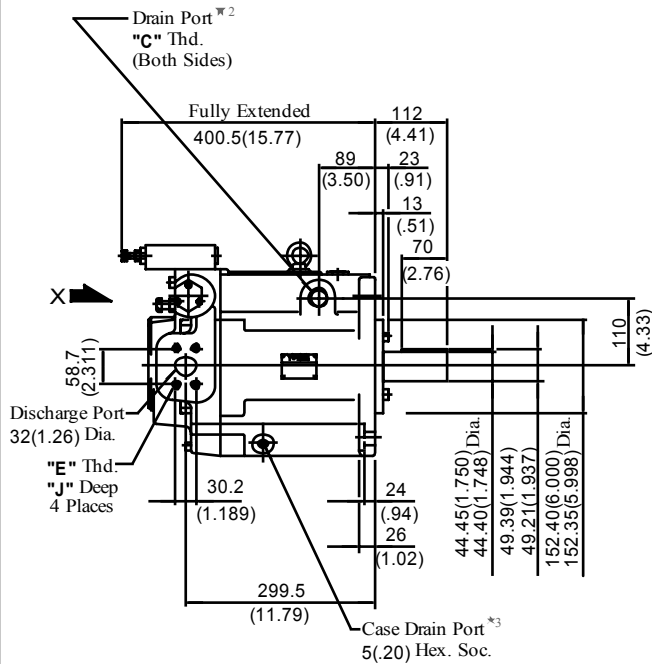 Drain Port *2
"C" Thd.
(Both Sides)
Fully Extended
400.5(15.77)
112
(4.41)
89
(3.50)
23
(.91)
13
(.51)
70
(2.76)
X
110
(4.33)
58.7
(2.311)
Discharge Port
32(1.26) Dia.
"E" Thd.
"J" Deep
4 Places
30.2
(1.189)
24
(.94)
26
(1.02)
44.45(1.750) Dia.
44.40(1.748)
49.39(1.944)
49.21(1.937)
152.40(6.000) Dia.
152.35(5.998)
299.5
(11.79)
Case Drain Port *3
5(.20) Hex. Soc.